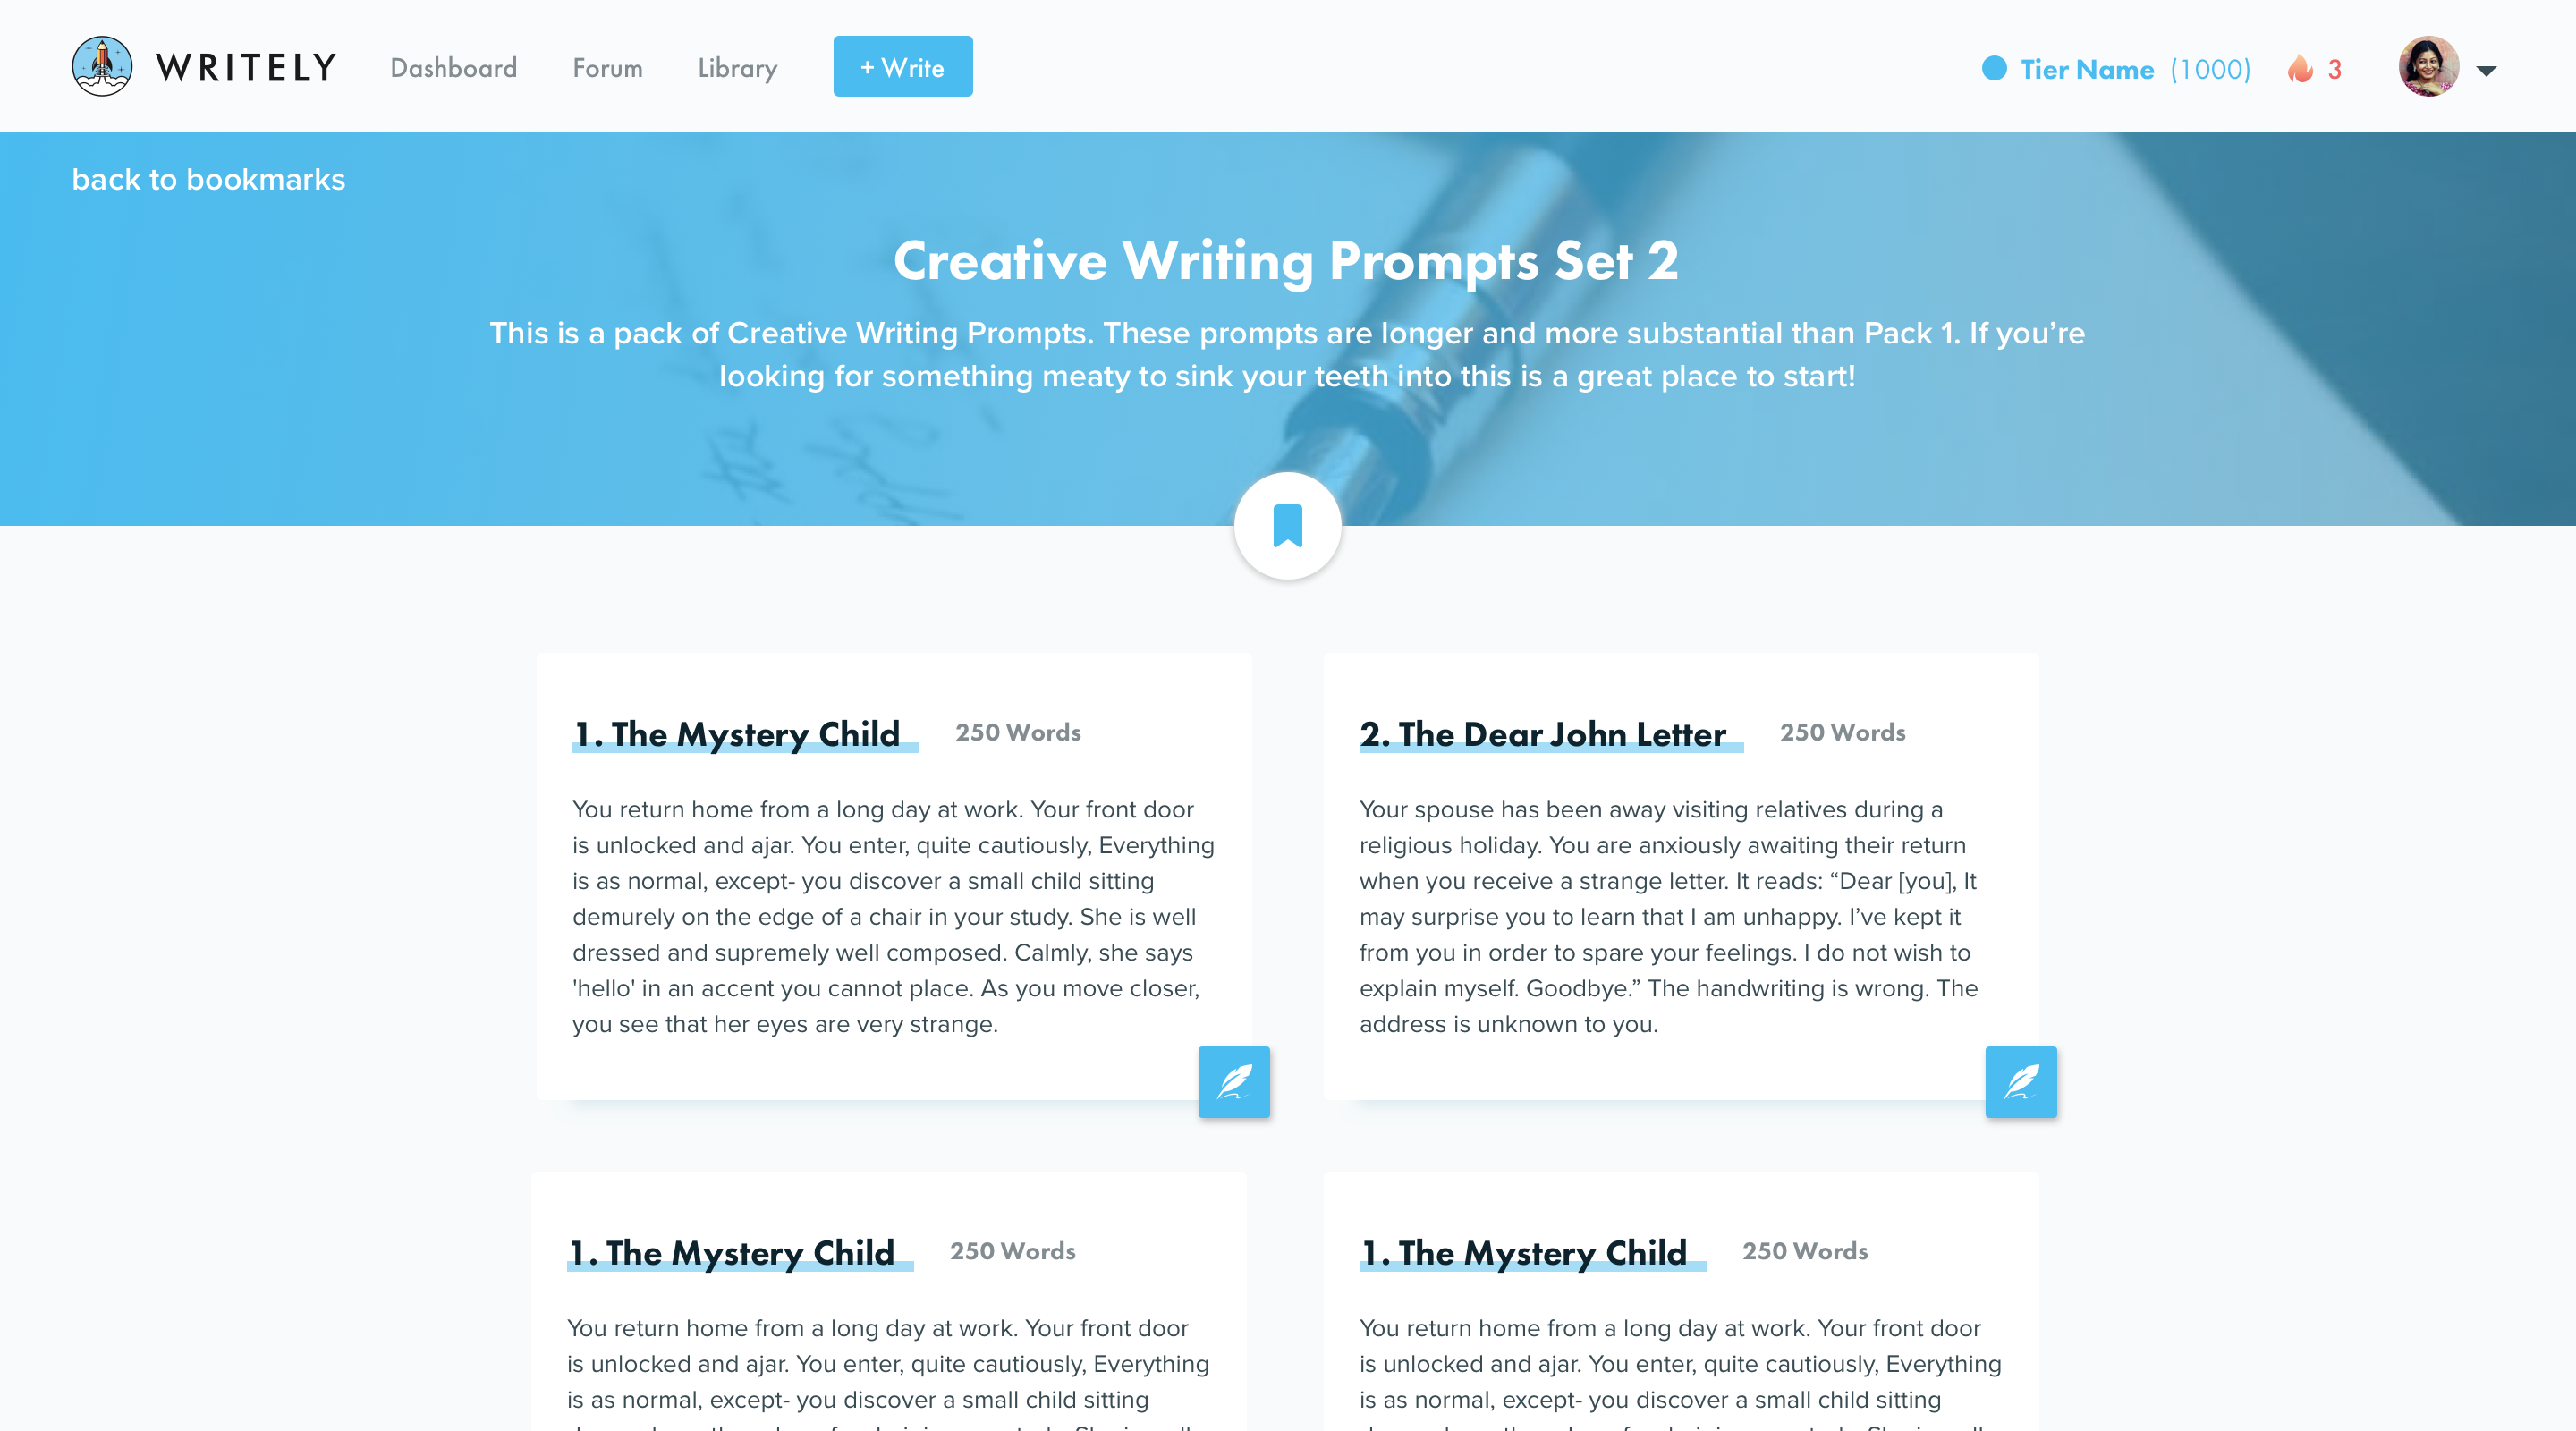 WRITELY Dashboard Forum Library + Write Tier Name (1000) 3
back to bookmarks
Creative Writing Prompts Set 2
This is a pack of Creative Writing Prompts. These prompts are longer and more substantial than Pack 1. If you’re
looking for something meaty to sink your teeth into this is a great place to start!
1. The Mystery Child 250 Words
You return home from a long day at work. Your front door
is unlocked and ajar. You enter, quite cautiously, Everything
is as normal, except- you discover a small child sitting
demurely on the edge of a chair in your study. She is well
dressed and supremely well composed. Calmly, she says
'hello' in an accent you cannot place. As you move closer,
you see that her eyes are very strange.
2. The Dear John Letter 250 Words
Your spouse has been away visiting relatives during a
religious holiday. You are anxiously awaiting their return
when you receive a strange letter. It reads: “Dear [you], It
may surprise you to learn that I am unhappy. I’ve kept it
from you in order to spare your feelings. I do not wish to
explain myself. Goodbye.” The handwriting is wrong. The
address is unknown to you.
1. The Mystery Child 250 Words
You return home from a long day at work. Your front door
is unlocked and ajar. You enter, quite cautiously, Everything
is as normal, except- you discover a small child sitting
1. The Mystery Child 250 Words
You return home from a long day at work. Your front door
is unlocked and ajar. You enter, quite cautiously, Everything
is as normal, except- you discover a small child sitting